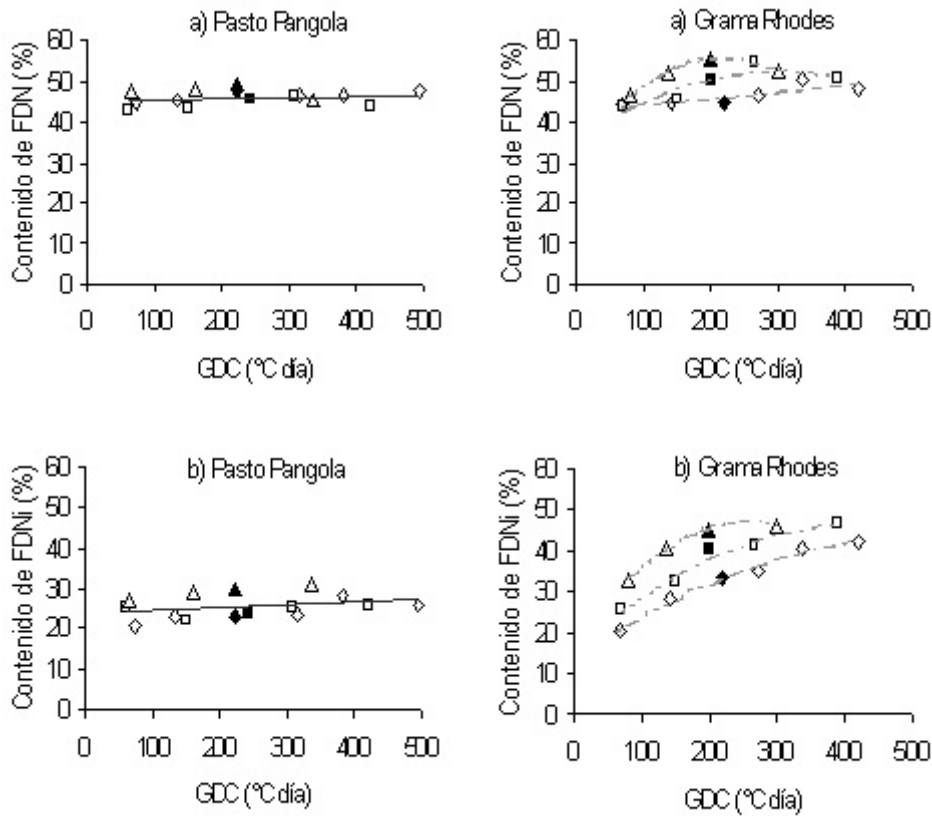 a) Pasto Pangola
Contenido de FDN (%)
60
50
40
30
20
10
0
0 100 200 300 400 500
GDC (°C día)
a) Grama Rhodes
Contenido de FDN (%)
60
50
40
30
20
10
0
0 100 200 300 400 500
GDC (°C día)
b) Pasto Pangola
Contenido de FDNi (%)
60
50
40
30
20
10
0
0 100 200 300 400 500
GDC (°C día)
b) Grama Rhodes
Contenido de FDNi (%)
60
50
40
30
20
10
0
0 100 200 300 400 500
GDC (°C día)